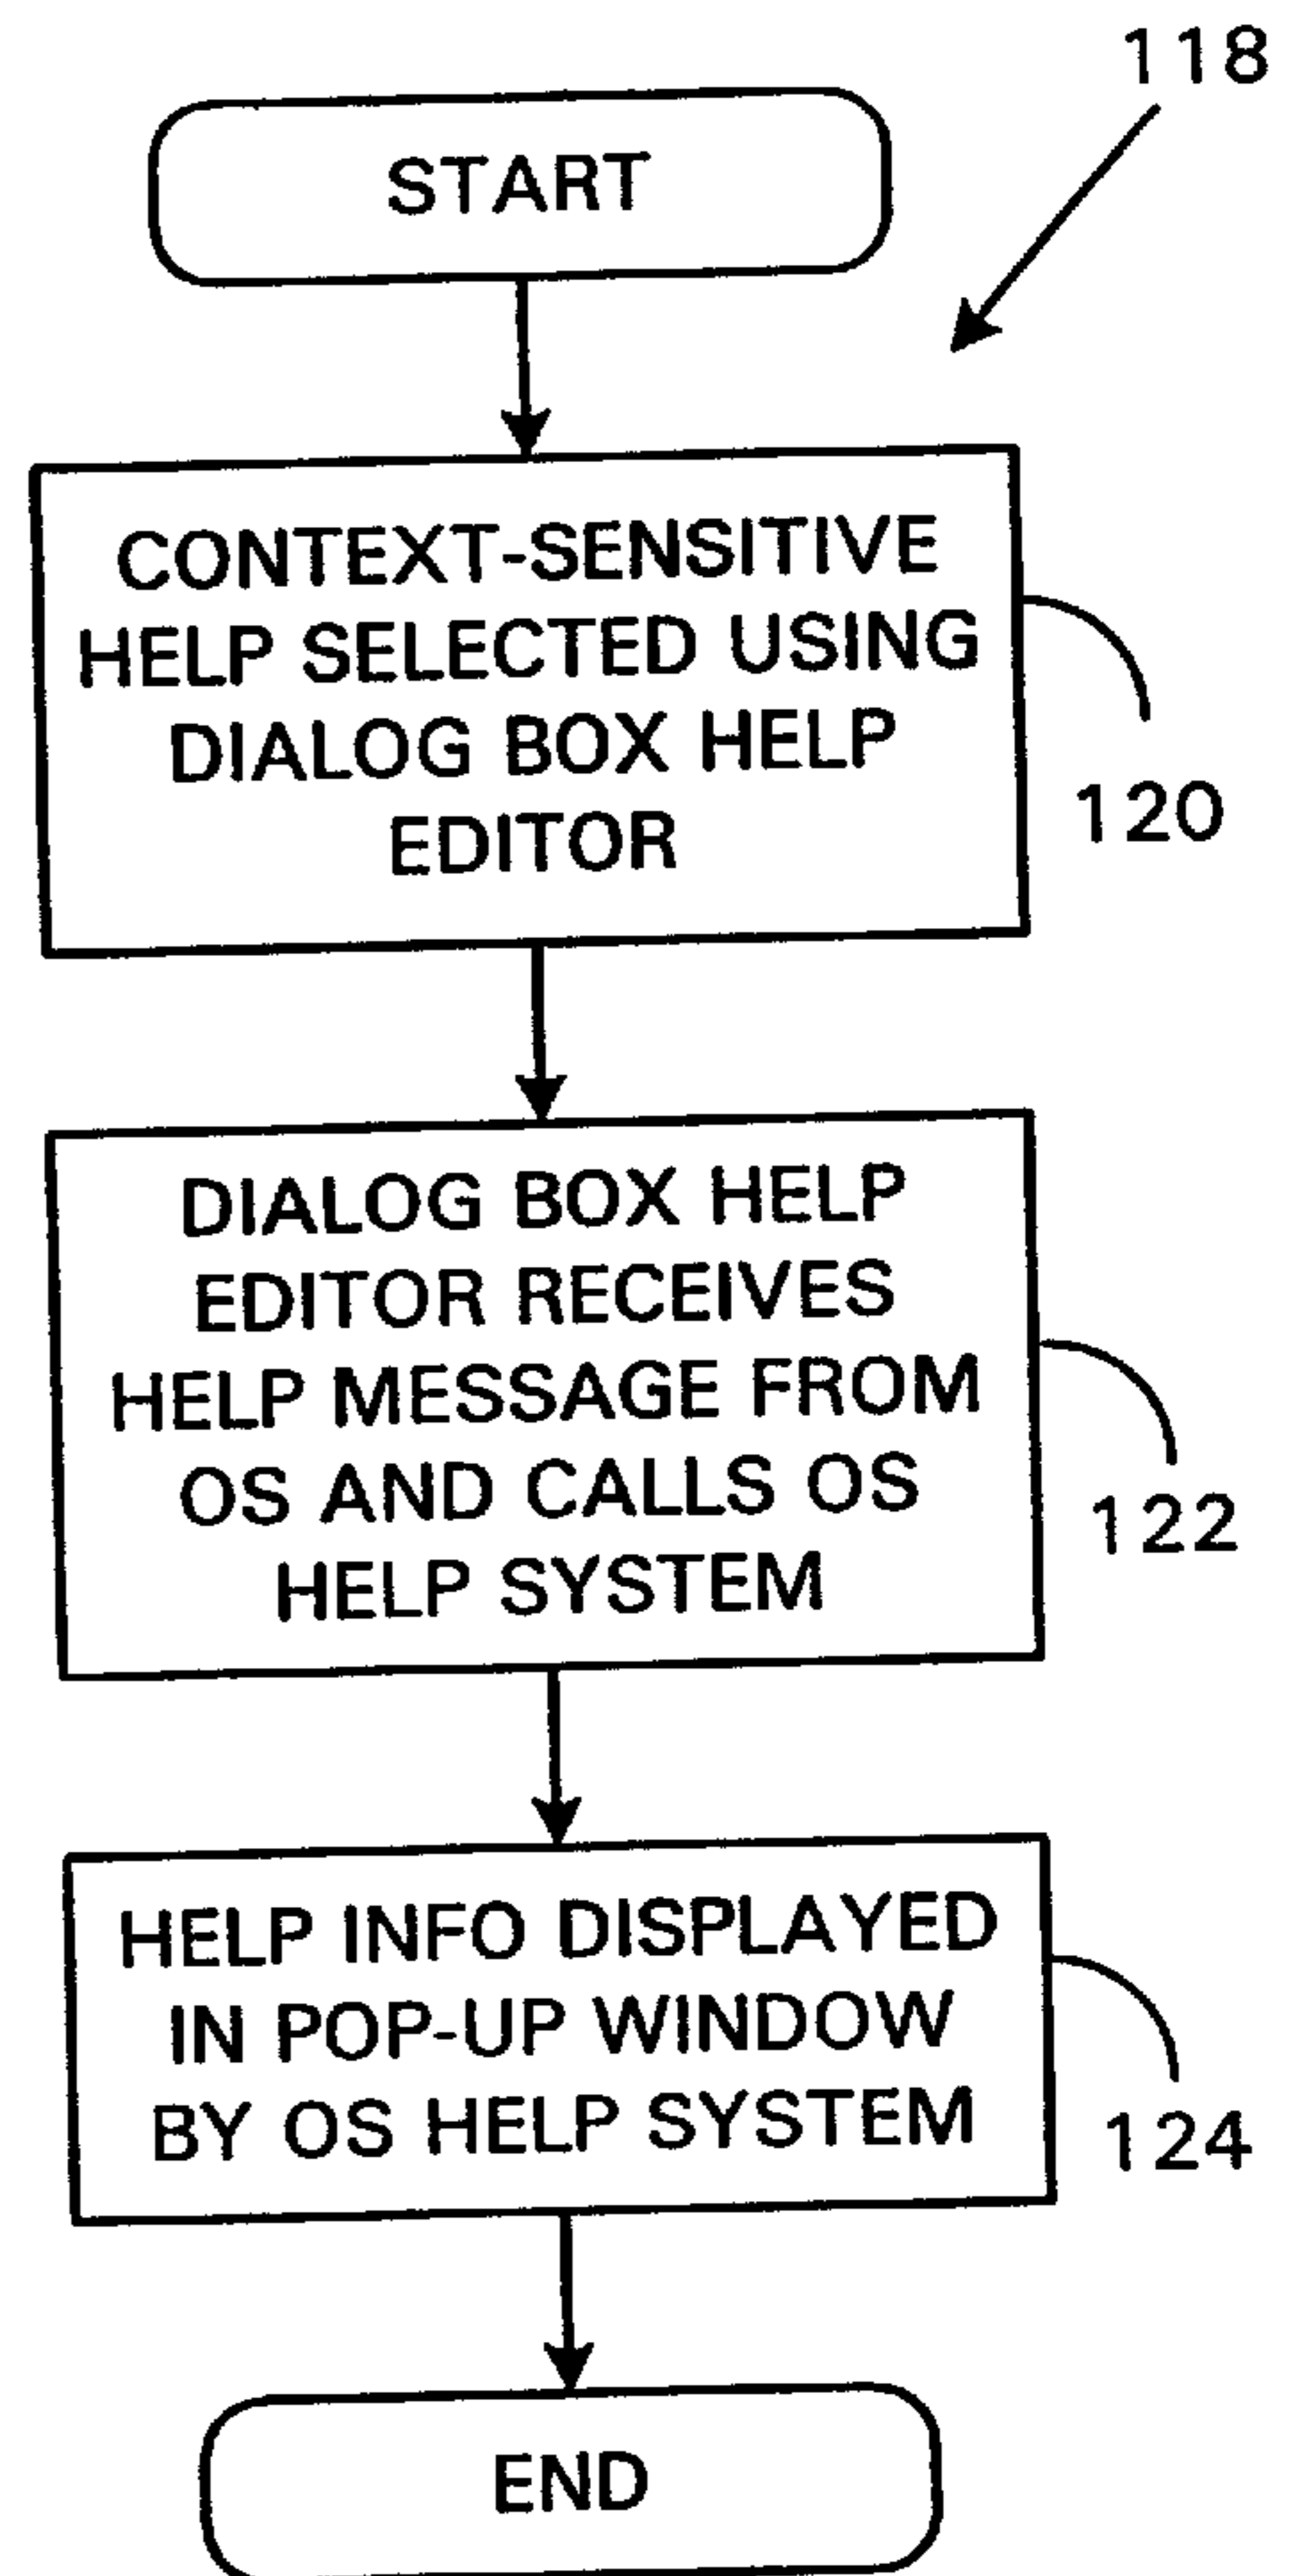 118
START
CONTEXT-SENSITIVE
HELP SELECTED USING
DIALOG BOX HELP
EDITOR
120
DIALOG BOX HELP
EDITOR RECEIVES
HELP MESSAGE FROM
OS AND CALLS OS
HELP SYSTEM
122
HELP INFO DISPLAYED
IN POP-UP WINDOW
BY OS HELP SYSTEM
124
END